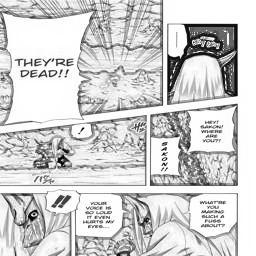 THEY'RE
DEAD!!
HEY!
SAKON!
WHERE
ARE
YOU?!
SAKON!!
!
WHAT'RE
YOU
MAKING
SUCH A
FUSS
ABOUT?
YOUR
VOICE IS
SO LOUD
IT EVEN
HURTS MY
EYES....
!!